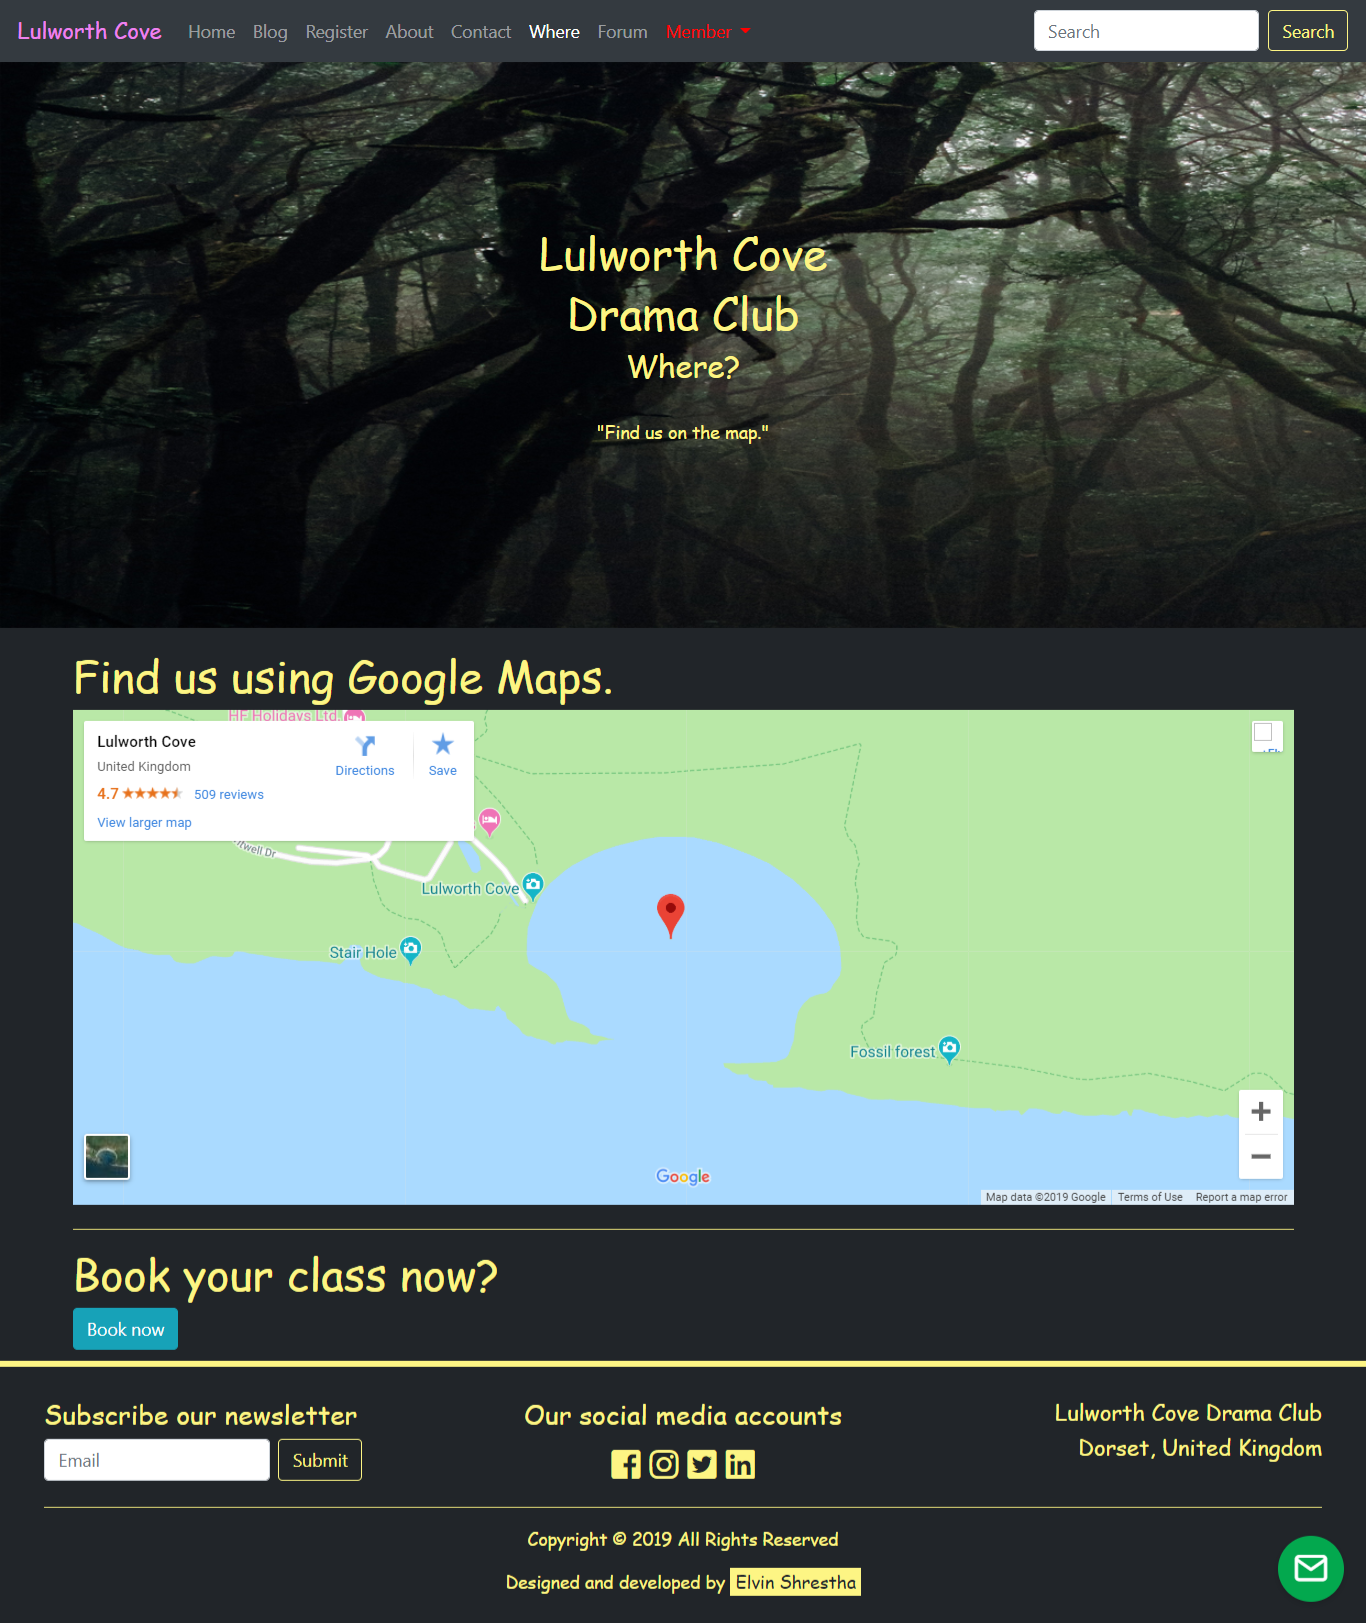 Lulworth Cove Home Blog Register About Contact Where Forum Member Search Search
Lulworth Cove
Drama Club
Where?
"Find us on the map."
Find us using Google Maps.
HF Holidays Ltd.
Lulworth Cove
United Kingdom
4.7 509 reviews
View larger map
Directions
Save
Lulworth Cove
Stair Hole
Fossil forest
Google
Map data ©2019 Google Terms of Use Report a map error
Book your class now?
Book now
Subscribe our newsletter
Email Submit
Our social media accounts
Lulworth Cove Drama Club
Dorset, United Kingdom
Copyright © 2019 All Rights Reserved
Designed and developed by Elvin Shrestha